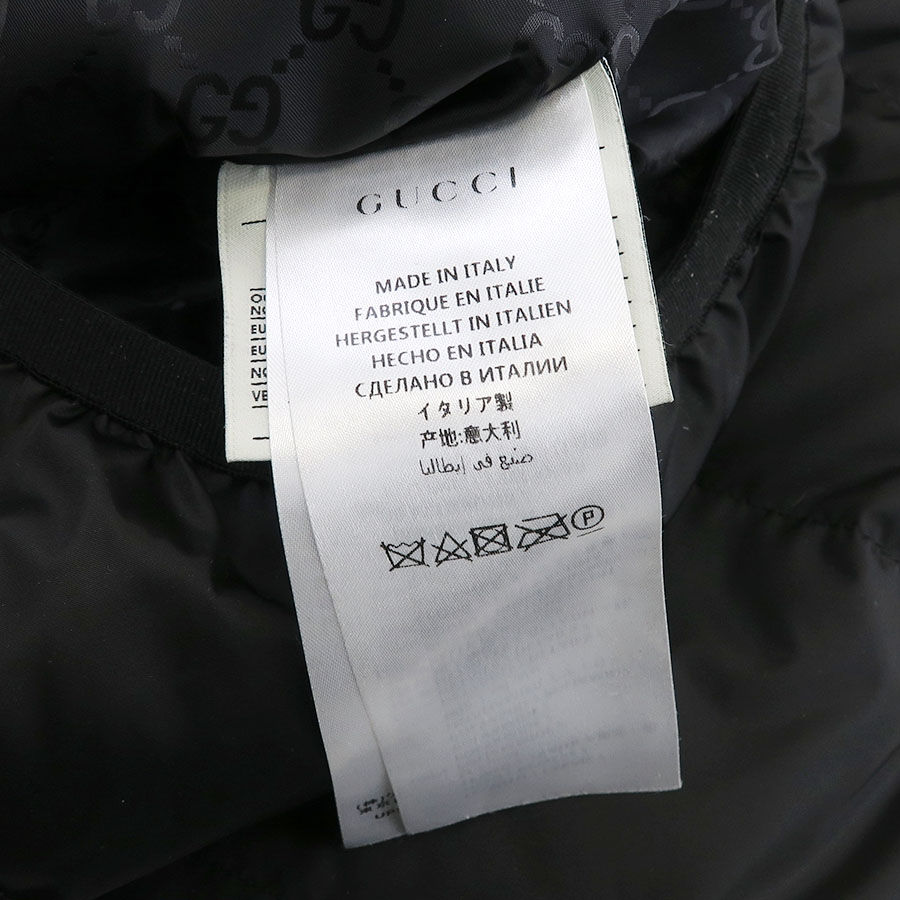 GUCCI
MADE IN ITALY
FABRIQUE EN ITALIE
HERGESTELLT IN ITALIEN
HECHO EN ITALIA
СДЕЛАНО В ИТАЛИИ
イタリア製
产地:意大利
صنع في إيطاليا
P